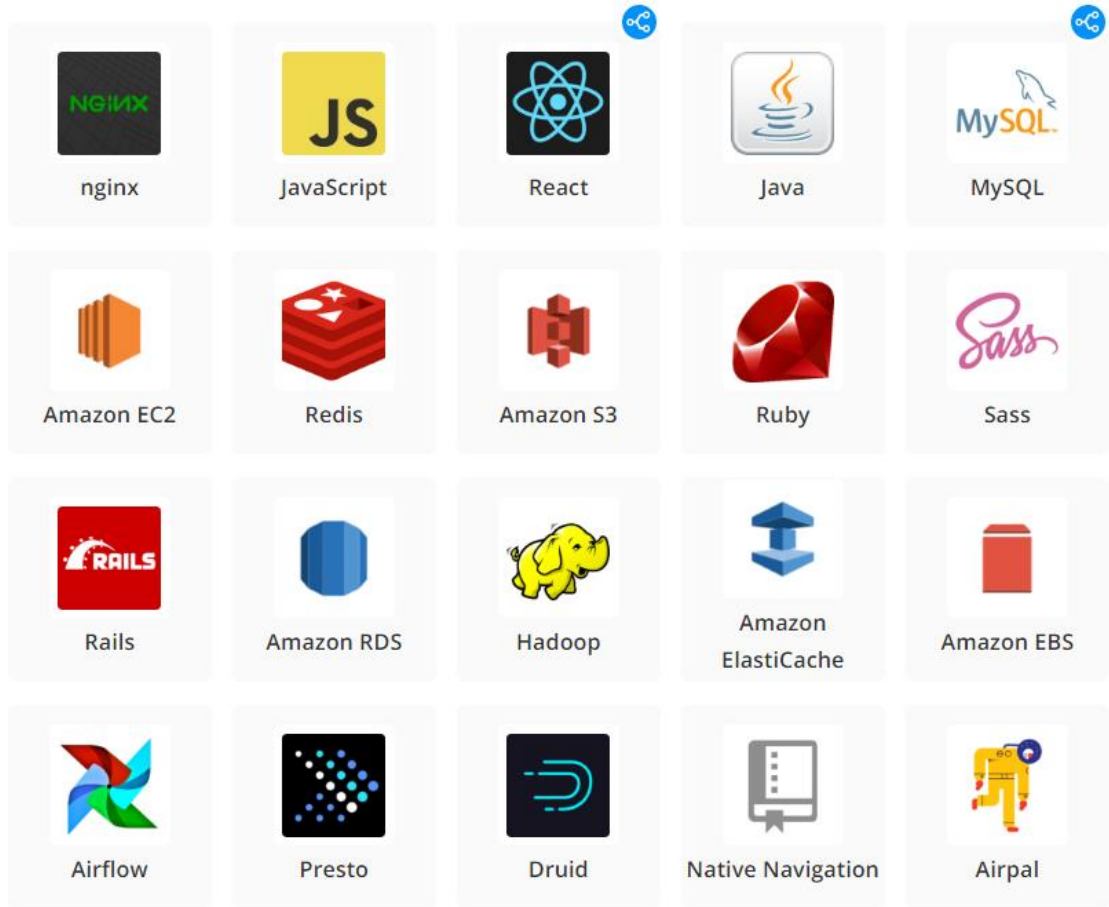 NGINX
JS
MySQL
nginx
JavaScript
React
Java
MySQL
Sass
Amazon EC2
Redis
Amazon S3
Ruby
Sass
RAILS
Rails
Amazon RDS
Hadoop
Amazon
ElastiCache
Amazon EBS
Airflow
Presto
Druid
Native Navigation
Airpal